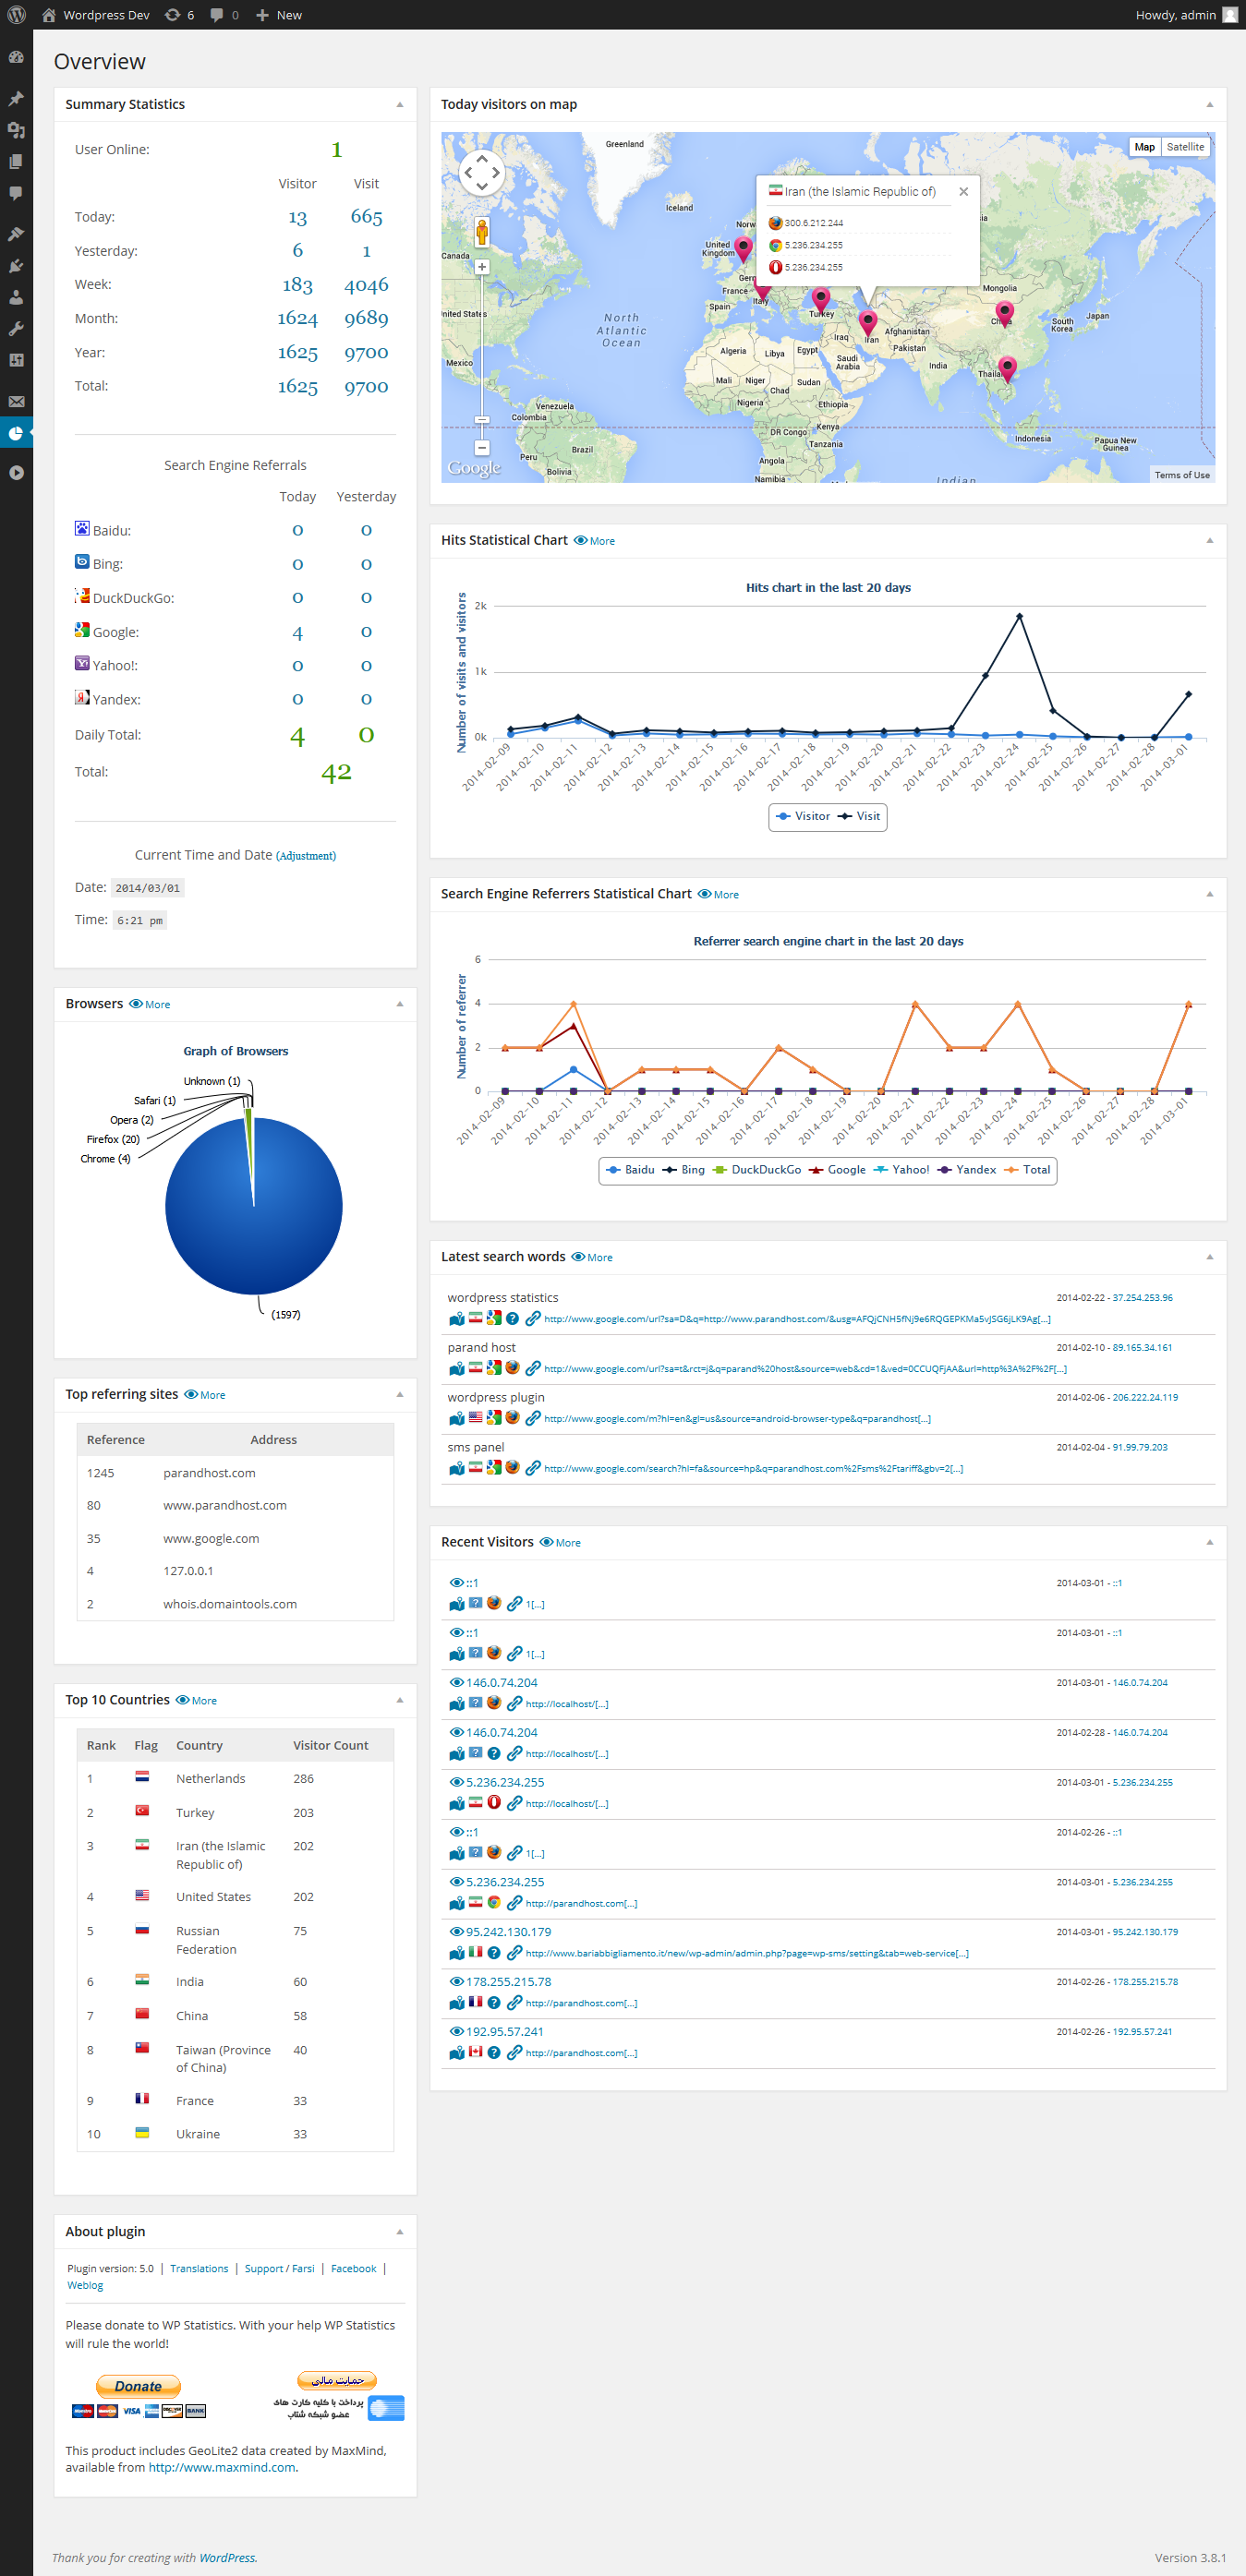 Wordpress Dev 6 0 New Howdy, admin
Overview
Summary Statistics
User Online: 1
Visitor Visit
Today: 13 665
Yesterday: 6 1
Week: 183 4046
Month: 1624 9689
Year: 1625 9700
Total: 1625 9700
Search Engine Referrals
Today Yesterday
Baidu: 0 0
Bing: 0 0
DuckDuckGo: 0 0
Google: 4 0
Yahoo!: 0 0
Yandex: 0 0
Daily Total: 4 0
Total: 42
Current Time and Date (Adjustment)
Date: 2014/03/01
Time: 6:21 pm
Browsers More
Graph of Browsers
Unknown (1)
Safari (1)
Opera (2)
Firefox (20)
Chrome (4)
(1597)
Top referring sites More
Reference Address
1245 parandhost.com
80 www.parandhost.com
35 www.google.com
4 127.0.0.1
2 whois.domaintools.com
Top 10 Countries More
Rank Flag Country Visitor Count
1 Netherlands 286
2 Turkey 203
3 Iran (the Islamic 202
Republic of)
4 United States 202
5 Russian 75
Federation
6 India 60
7 China 58
8 Taiwan (Province 40
of China)
9 France 33
10 Ukraine 33
About plugin
Plugin version: 5.0 | Translations | Support / Farsi | Facebook |
Weblog
Please donate to WP Statistics. With your help WP Statistics
will rule the world!
Donate
VISA
BANK
حمایت مالی
پرداخت با کلیه کارت های
عضو شبکه شتاب
This product includes GeoLite2 data created by MaxMind,
available from http://www.maxmind.com.
Today visitors on map
Map Satellite
Iran (the Islamic Republic of)
300.6.212.244
5.236.234.255
5.236.234.255
Greenland
Iceland
Norw
United
Kingdom
Canada
France
Italy
Spain
Turkey
Mongolia
China
South
Korea
Japan
North
Atlantic
Ocean
United States
Mexico
Algeria
Libya
Egypt
Iraq
Iran
Afghanistan
Pakistan
Saudi
Arabia
India
Thailand
Mali
Niger
Chad
Sudan
Nigeria
Ethiopia
Venezuela
Colombia
DR Congo
Kenya
Tanzania
Indonesia
Papua New
Guinea
Peru
Brazil
Bolivia
Angola
Namibia
Indian
Google
Terms of Use
Hits Statistical Chart More
Hits chart in the last 20 days
Number of visits and visitors
2k
1k
0k
2014-02-09
2014-02-10
2014-02-11
2014-02-12
2014-02-13
2014-02-14
2014-02-15
2014-02-16
2014-02-17
2014-02-18
2014-02-19
2014-02-20
2014-02-21
2014-02-22
2014-02-23
2014-02-24
2014-02-25
2014-02-26
2014-02-27
2014-02-28
2014-03-01
Visitor Visit
Search Engine Referrers Statistical Chart More
Referrer search engine chart in the last 20 days
Number of referrer
6
4
2
0
2014-02-09
2014-02-10
2014-02-11
2014-02-12
2014-02-13
2014-02-14
2014-02-15
2014-02-16
2014-02-17
2014-02-18
2014-02-19
2014-02-20
2014-02-21
2014-02-22
2014-02-23
2014-02-24
2014-02-25
2014-02-26
2014-02-27
2014-02-28
2014-03-01
Baidu Bing DuckDuckGo Google Yahoo! Yandex Total
Latest search words More
wordpress statistics 2014-02-22 - 37.254.253.96
http://www.google.com/url?sa=D&q=http://www.parandhost.com/&usg=AFQjCNH5fNj9e6RQGEPKMa5vJSG6jLK9Ag[...]
parand host 2014-02-10 - 89.165.34.161
http://www.google.com/url?sa=t&rct=j&q=parand%20host&source=web&cd=1&ved=0CCUQFjAA&url=http%3A%2F%2F[...]
wordpress plugin 2014-02-06 - 206.222.24.119
http://www.google.com/m?hl=en&gl=us&source=android-browser-type&q=parandhost[...]
sms panel 2014-02-04 - 91.99.79.203
http://www.google.com/search?hl=fa&source=hp&q=parandhost.com%2Fsms%2Ftariff&gbv=2[...]
Recent Visitors More
::1 2014-03-01 - ::1
1[...]
::1 2014-03-01 - ::1
1[...]
146.0.74.204 2014-03-01 - 146.0.74.204
http://localhost/[...]
146.0.74.204 2014-02-28 - 146.0.74.204
http://localhost/[...]
5.236.234.255 2014-03-01 - 5.236.234.255
http://localhost/[...]
::1 2014-02-26 - ::1
1[...]
5.236.234.255 2014-03-01 - 5.236.234.255
http://parandhost.com[...]
95.242.130.179 2014-03-01 - 95.242.130.179
http://www.bariabbigliamento.it/new/wp-admin/admin.php?page=wp-sms/setting&tab=web-service[...]
178.255.215.78 2014-02-26 - 178.255.215.78
http://parandhost.com[...]
192.95.57.241 2014-02-26 - 192.95.57.241
http://parandhost.com[...]
Thank you for creating with WordPress. Version 3.8.1